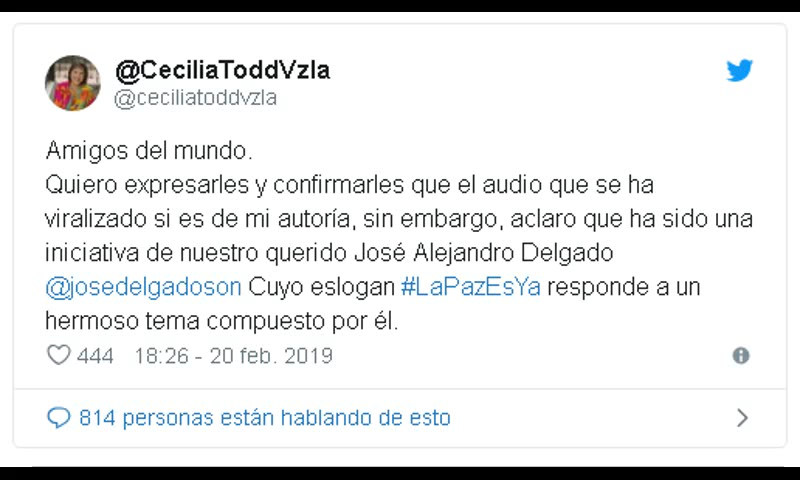 @CeciliaToddVzla
@ceciliatoddvzla
Amigos del mundo.
Quiero expresarles y confirmarles que el audio que se ha
viralizado si es de mi autoría, sin embargo, aclaro que ha sido una
iniciativa de nuestro querido José Alejandro Delgado
@josedelgadoson Cuyo eslogan #LaPazEsYa responde a un
hermoso tema compuesto por él.
444 18:26 - 20 feb. 2019
814 personas están hablando de esto